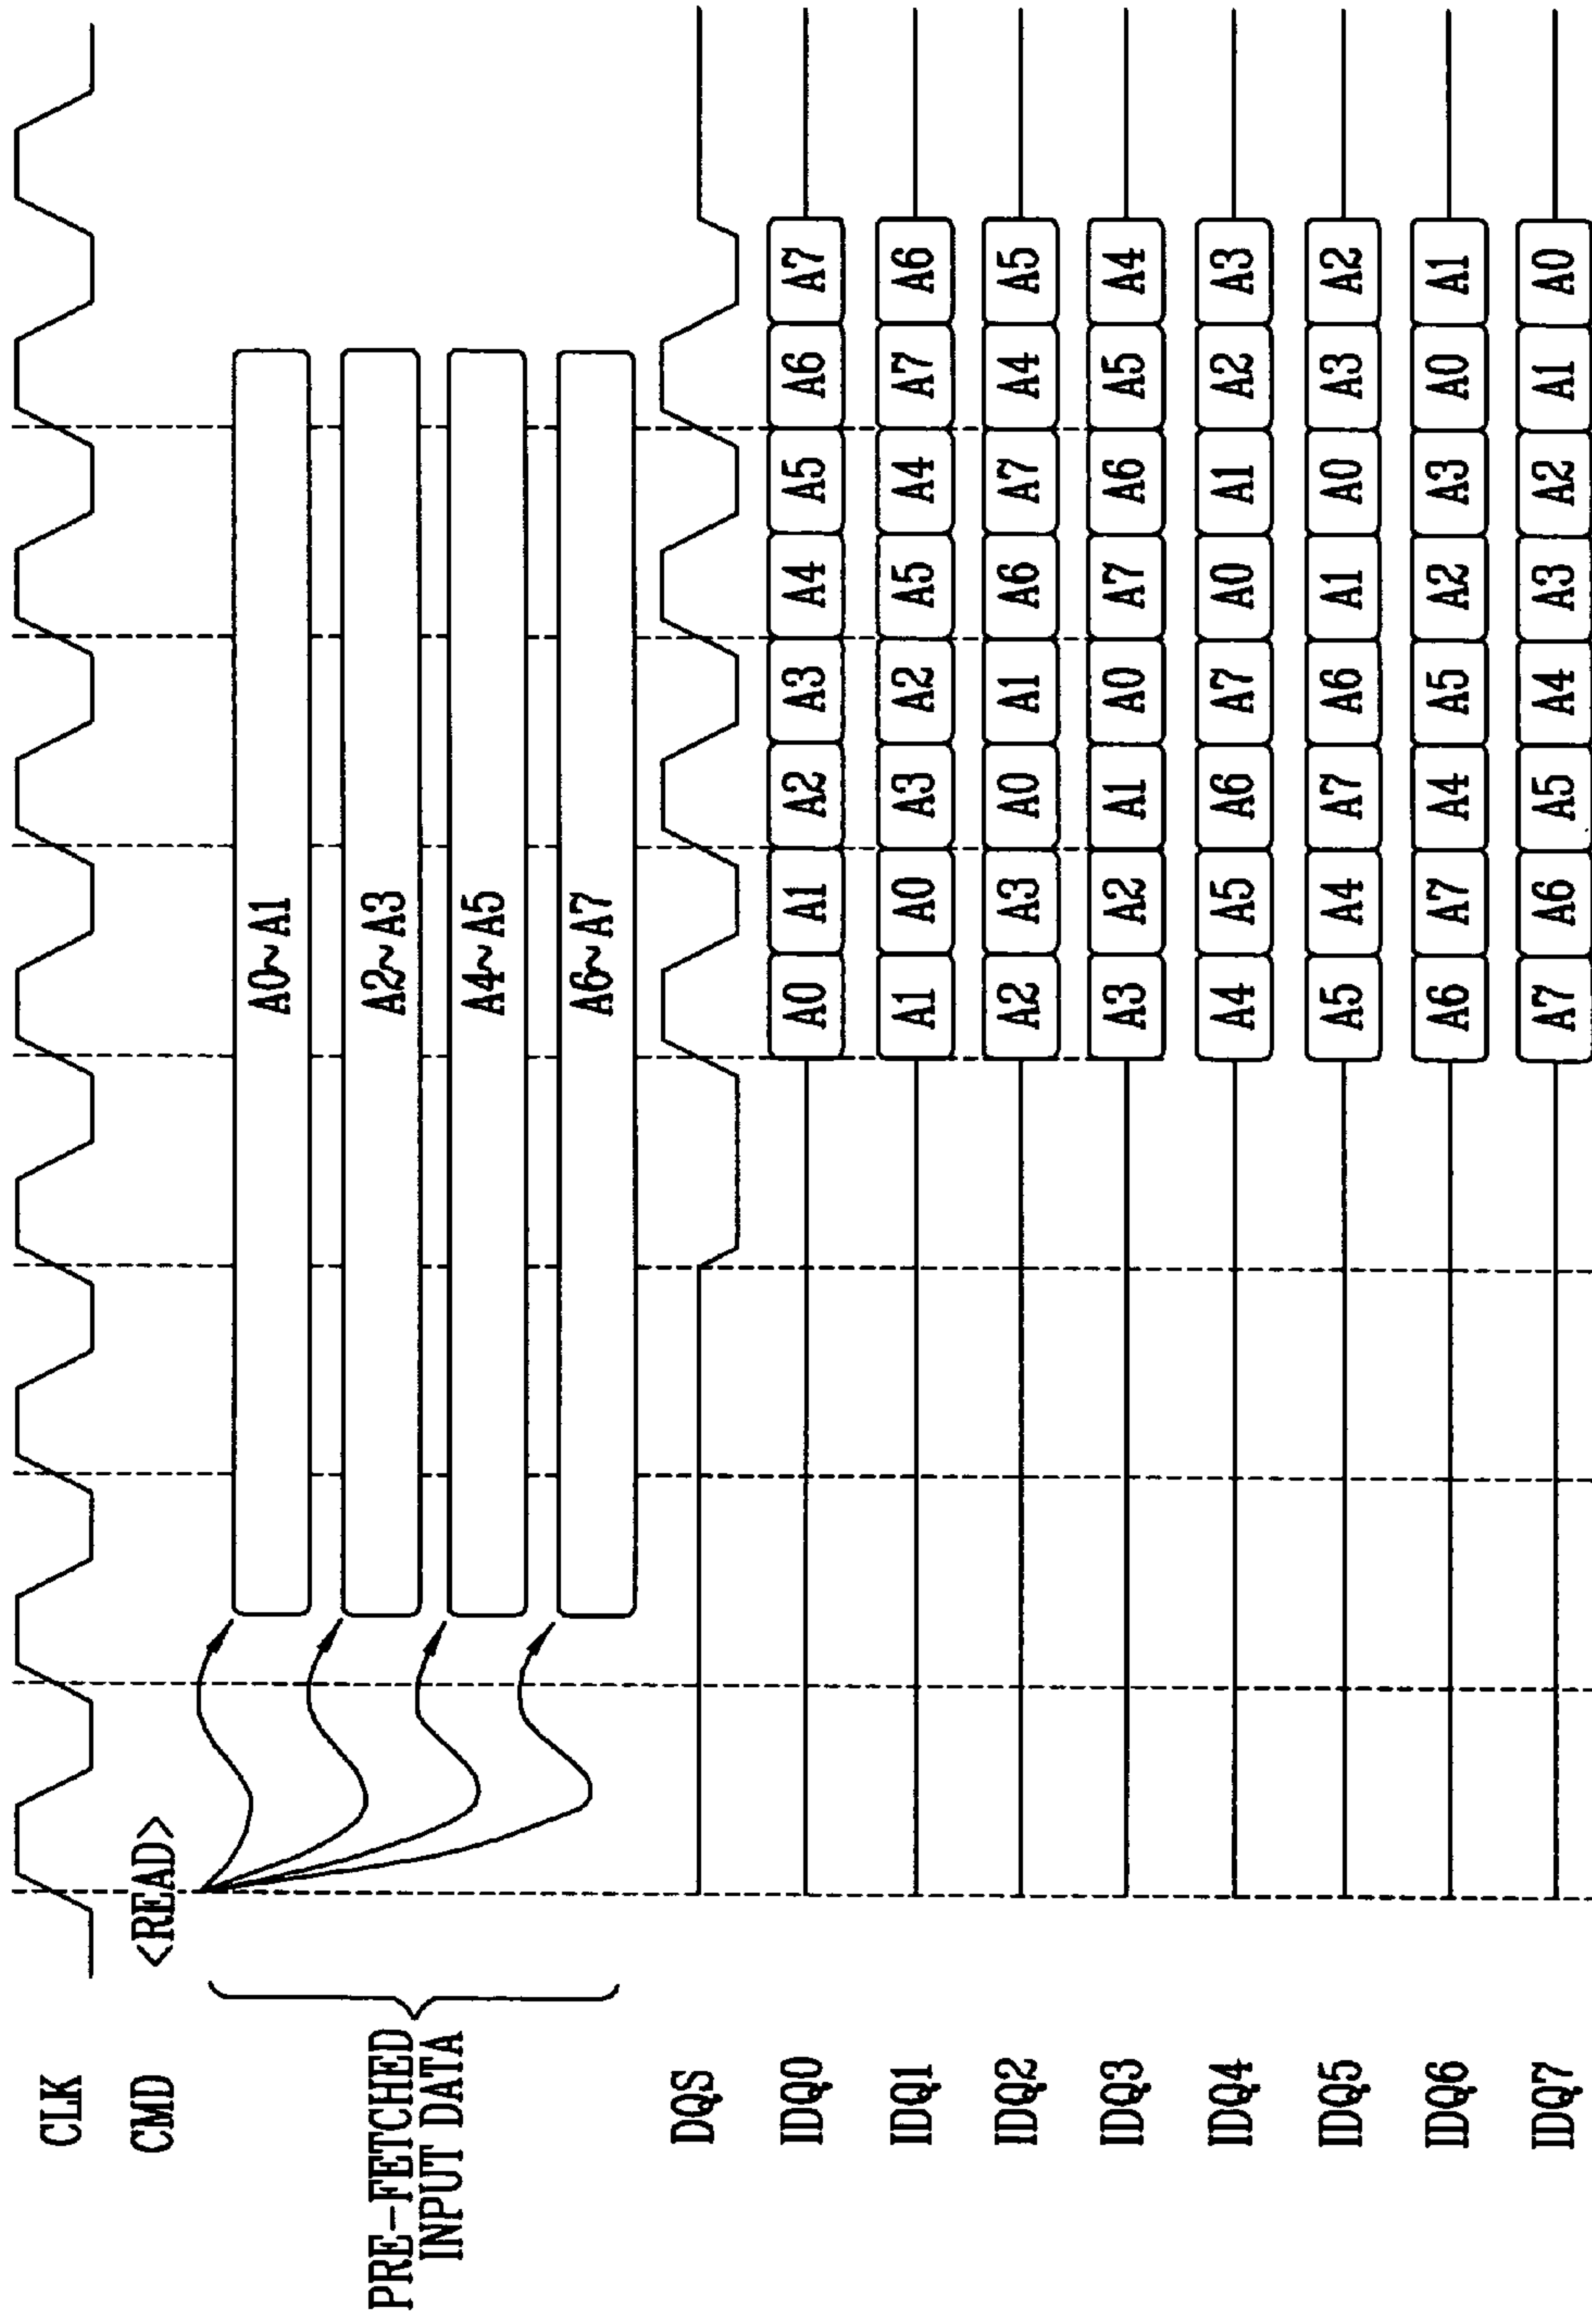 CLK
CMD <READ>
A0~A1
A2~A3
PRE-FETCHED
INPUT DATA
A4~A5
A6~A7
DQS
IDQ0 A0 A1 A2 A3 A4 A5 A6 A7
IDQ1 A1 A0 A3 A2 A5 A4 A7 A6
IDQ2 A2 A3 A0 A1 A6 A7 A4 A5
IDQ3 A3 A2 A1 A0 A7 A6 A5 A4
IDQ4 A4 A5 A6 A7 A0 A1 A2 A3
IDQ5 A5 A4 A7 A6 A1 A0 A3 A2
IDQ6 A6 A7 A4 A5 A2 A3 A0 A1
IDQ7 A7 A6 A5 A4 A3 A2 A1 A0